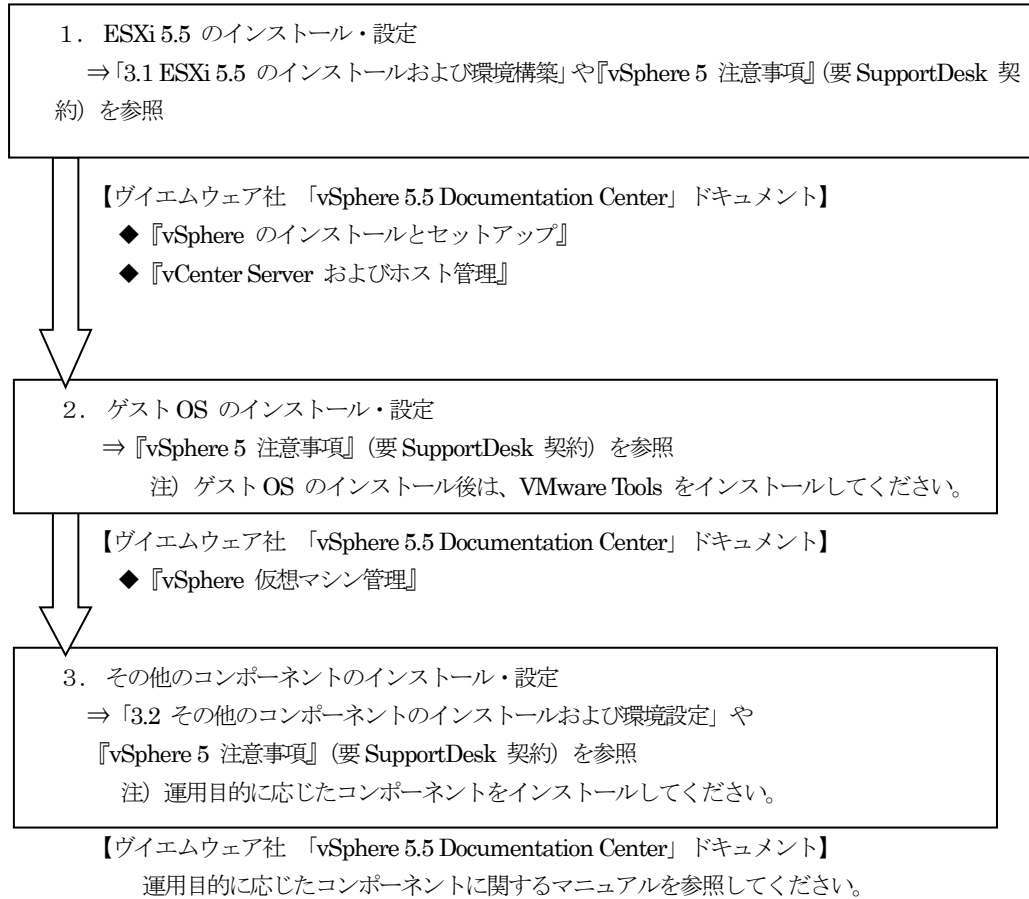 １． ESXi 5.5 のインストール・設定
⇒「3.1 ESXi 5.5 のインストールおよび環境構築」や『vSphere 5 注意事項』（要 SupportDesk 契
約）を参照
【ヴイエムウェア社 「vSphere 5.5 Documentation Center」ドキュメント】
◆『vSphere のインストールとセットアップ』
◆『vCenter Server およびホスト管理』
２． ゲスト OS のインストール・設定
⇒『vSphere 5 注意事項』（要 SupportDesk 契約）を参照
注）ゲスト OS のインストール後は、VMware Tools をインストールしてください。
【ヴイエムウェア社 「vSphere 5.5 Documentation Center」ドキュメント】
◆『vSphere 仮想マシン管理』
３． その他のコンポーネントのインストール・設定
⇒「3.2 その他のコンポーネントのインストールおよび環境設定」や
『vSphere 5 注意事項』（要 SupportDesk 契約）を参照
注）運用目的に応じたコンポーネントをインストールしてください。
【ヴイエムウェア社 「vSphere 5.5 Documentation Center」ドキュメント】
運用目的に応じたコンポーネントに関するマニュアルを参照してください。